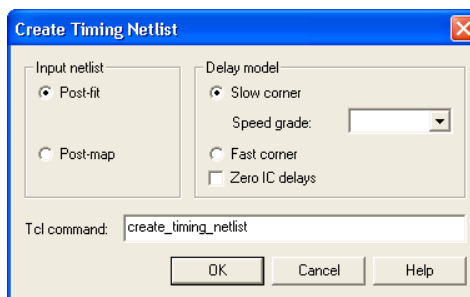 Create Timing Netlist
Input netlist
Post-fit
Post-map
Delay model
Slow corner
Speed grade:
Fast corner
Zero IC delays
Tcl command:
create_timing_netlist
OK
Cancel
Help